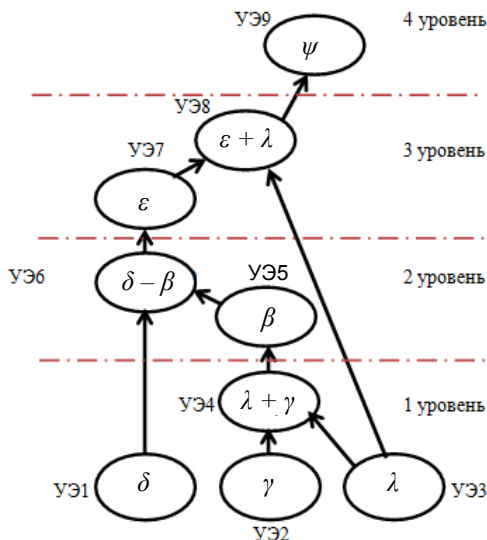 УЭ9
4 уровень
ψ
УЭ8
ε + λ
3 уровень
УЭ7
ε
УЭ6
δ – β
УЭ5
2 уровень
β
УЭ4
λ + γ
1 уровень
УЭ1
δ
γ
λ
УЭ3
УЭ2